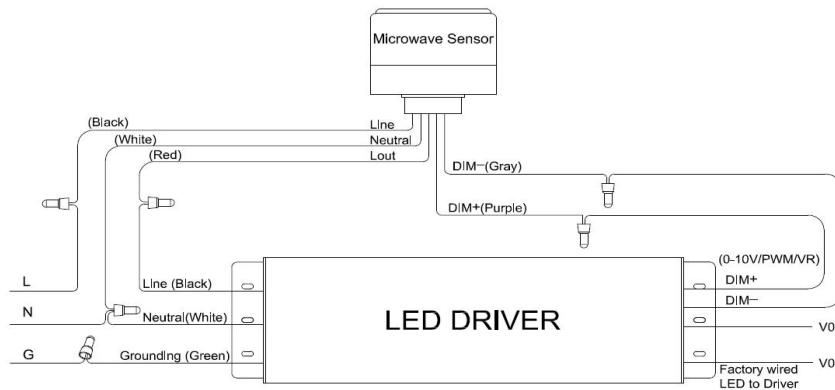 Microwave Sensor
(Black)
Line
(White)
Neutral
(Red)
Lout
DIM−(Gray)
DIM+(Purple)
(0-10V/PWM/VR)
L
Line (Black)
DIM+
DIM−
N
Neutral(White)
LED DRIVER
V0
G
Grounding (Green)
V0
Factory wired
LED to Driver